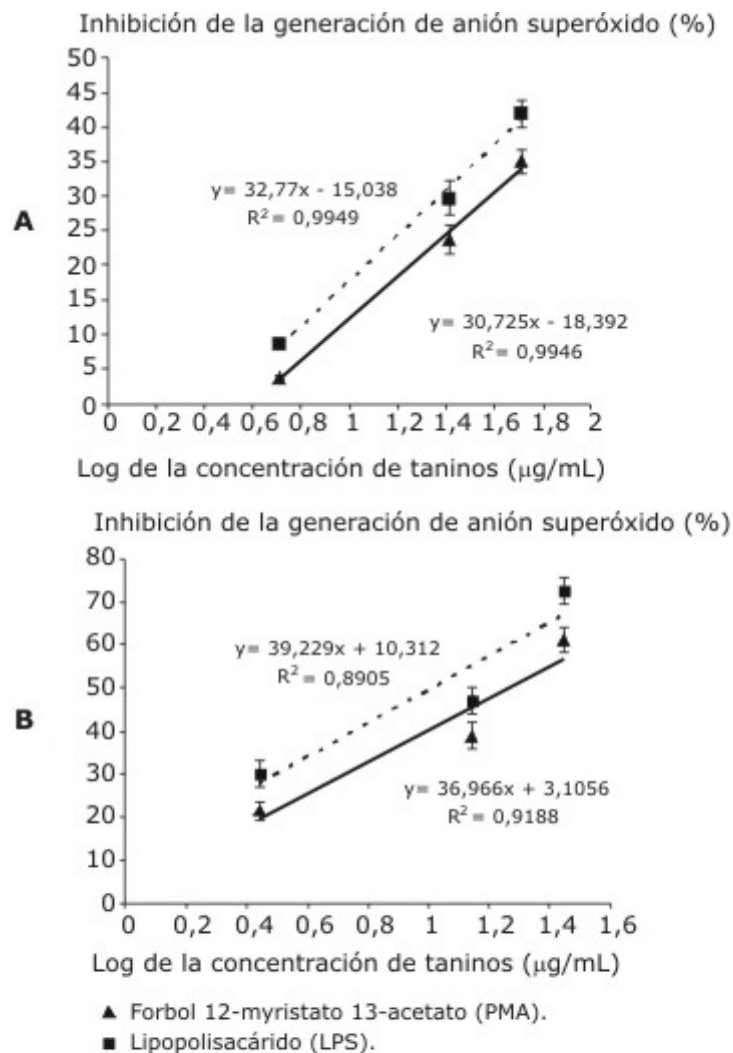 Inhibición de la generación de anión superóxido (%)
50
45
40
35
30
25
20
15
10
5
0
A
y= 32,77x - 15,038
R² = 0,9949
y= 30,725x - 18,392
R² = 0,9946
0 0,2 0,4 0,6 0,8 1 1,2 1,4 1,6 1,8 2
Log de la concentración de taninos (µg/mL)
Inhibición de la generación de anión superóxido (%)
80
70
60
50
40
30
20
10
0
B
y= 39,229x + 10,312
R² = 0,8905
y= 36,966x + 3,1056
R² = 0,9188
0 0,2 0,4 0,6 0,8 1 1,2 1,4 1,6
Log de la concentración de taninos (µg/mL)
▲ Forbol 12-myristato 13-acetato (PMA).
■ Lipopolisacárido (LPS).